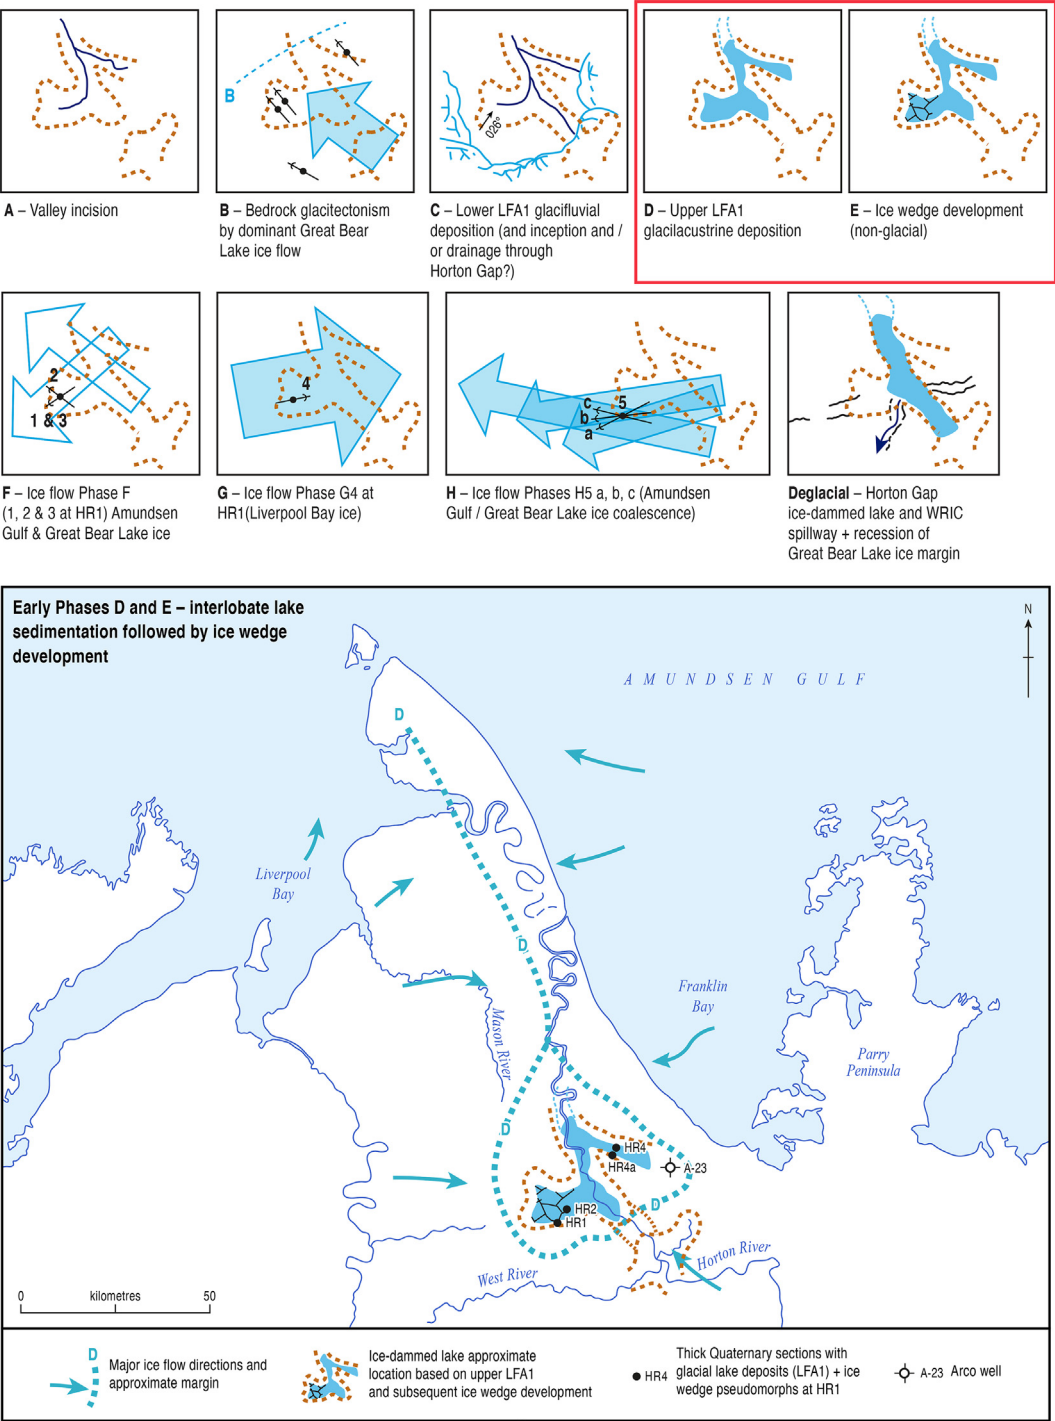 B
026°
A – Valley incision
B – Bedrock glacitectonism
by dominant Great Bear
Lake ice flow
C – Lower LFA1 glacifluvial
deposition (and inception and /
or drainage through
Horton Gap?)
D – Upper LFA1
glacilacustrine deposition
E – Ice wedge development
(non-glacial)
2
1 & 3
4
c
b
a
5
F – Ice flow Phase F
(1, 2 & 3 at HR1) Amundsen
Gulf & Great Bear Lake ice
G – Ice flow Phase G4 at
HR1(Liverpool Bay ice)
H – Ice flow Phases H5 a, b, c (Amundsen
Gulf / Great Bear Lake ice coalescence)
Deglacial – Horton Gap
ice-dammed lake and WRIC
spillway + recession of
Great Bear Lake ice margin
Early Phases D and E – interlobate lake
sedimentation followed by ice wedge
development
N
AMUNDSEN GULF
D
Liverpool
Bay
D
Franklin
Bay
Mason River
Parry
Peninsula
D
HR4
HR4a
A-23
D
HR2
HR1
Horton River
West River
0 kilometres 50
D
Major ice flow directions and
approximate margin
Ice-dammed lake approximate
location based on upper LFA1
and subsequent ice wedge development
HR4
Thick Quaternary sections with
glacial lake deposits (LFA1) + ice
wedge pseudomorphs at HR1
A-23 Arco well